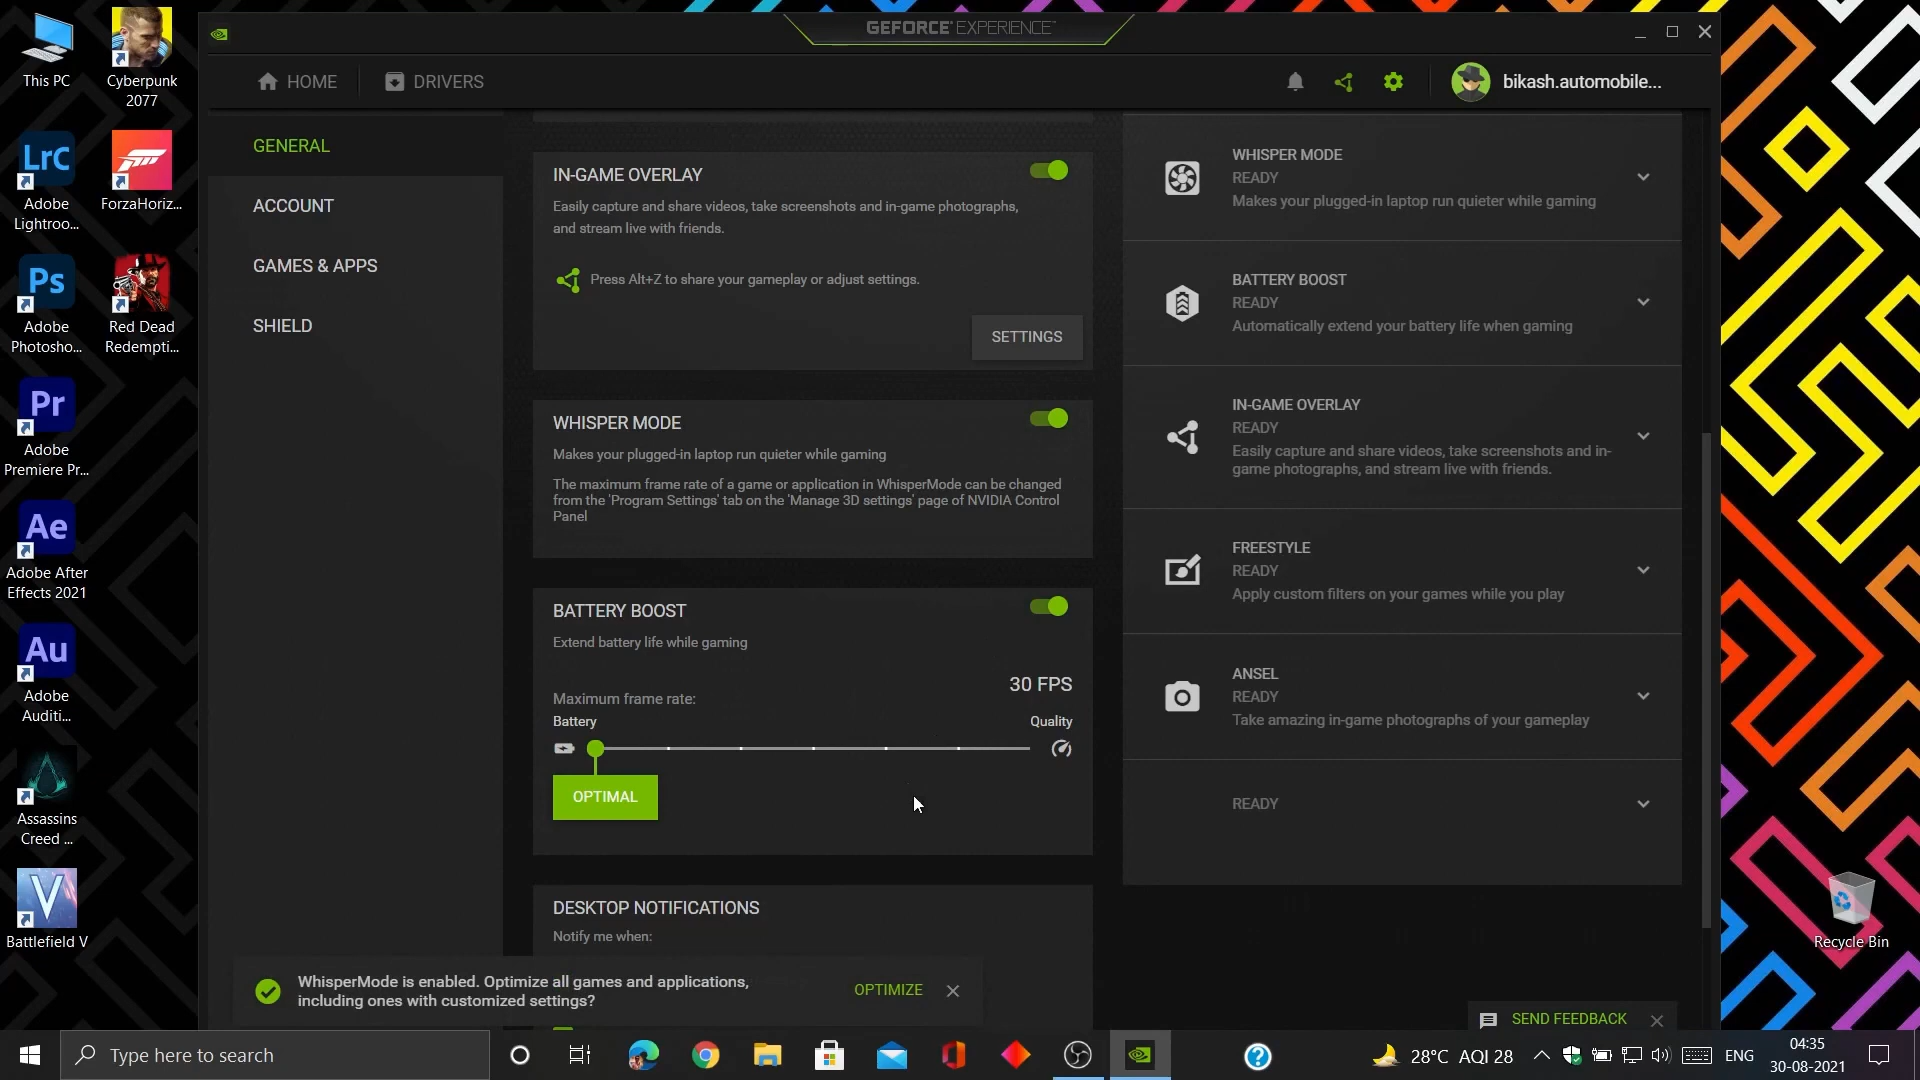 This PC
Cyberpunk
2077
LrC
Adobe
Lightroo...
ForzaHoriz...
Ps
Adobe
Photosho...
Red Dead
Redempti...
Pr
Adobe
Premiere Pr...
Ae
Adobe After
Effects 2021
Au
Adobe
Auditi...
Assassins
Creed ...
V
Battlefield V
Recycle Bin
GEFORCE EXPERIENCE
HOME
DRIVERS
bikash.automobile...
GENERAL
ACCOUNT
GAMES & APPS
SHIELD
IN-GAME OVERLAY
Easily capture and share videos, take screenshots and in-game photographs,
and stream live with friends.
Press Alt+Z to share your gameplay or adjust settings.
SETTINGS
WHISPER MODE
Makes your plugged-in laptop run quieter while gaming
The maximum frame rate of a game or application in WhisperMode can be changed
from the 'Program Settings' tab on the 'Manage 3D settings' page of NVIDIA Control
Panel
BATTERY BOOST
Extend battery life while gaming
30 FPS
Maximum frame rate:
Battery
Quality
OPTIMAL
DESKTOP NOTIFICATIONS
Notify me when:
WhisperMode is enabled. Optimize all games and applications,
including ones with customized settings?
OPTIMIZE
WHISPER MODE
READY
Makes your plugged-in laptop run quieter while gaming
BATTERY BOOST
READY
Automatically extend your battery life when gaming
IN-GAME OVERLAY
READY
Easily capture and share videos, take screenshots and in-
game photographs, and stream live with friends.
FREESTYLE
READY
Apply custom filters on your games while you play
ANSEL
READY
Take amazing in-game photographs of your gameplay
READY
SEND FEEDBACK
Type here to search
28°C AQI 28
ENG
04:35
30-08-2021